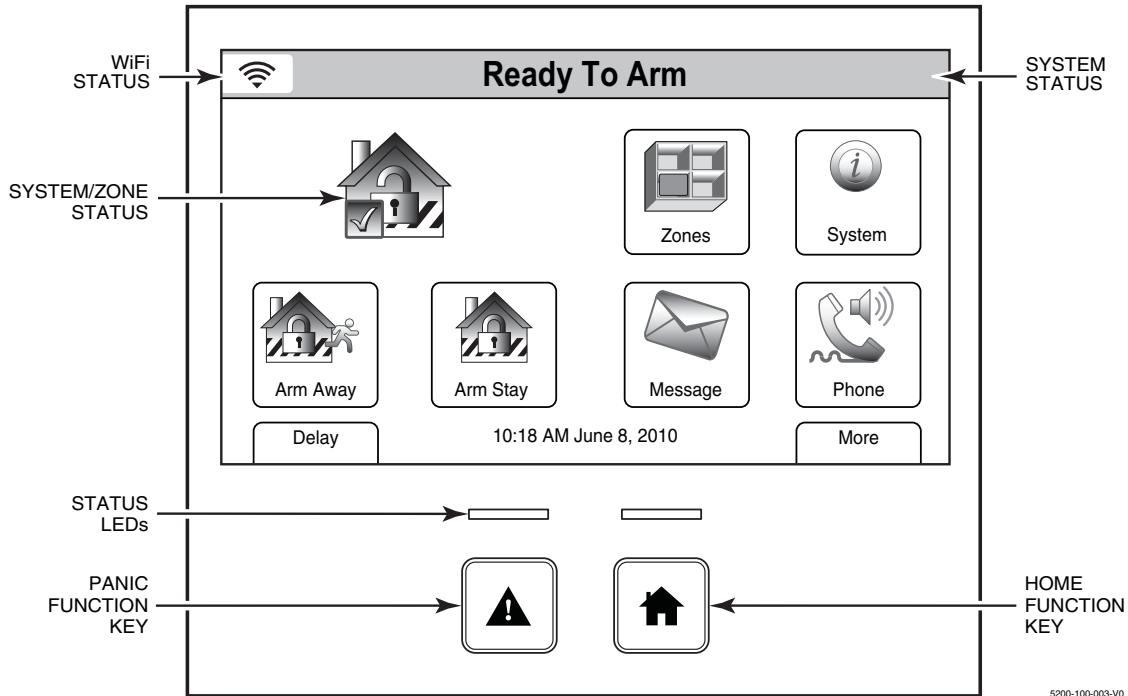 WiFi
STATUS
Ready To Arm
SYSTEM
STATUS
SYSTEM/ZONE
STATUS
Zones
System
Arm Away
Arm Stay
Message
Phone
Delay
10:18 AM June 8, 2010
More
STATUS
LEDs
PANIC
FUNCTION
KEY
HOME
FUNCTION
KEY
5200-100-003-V0